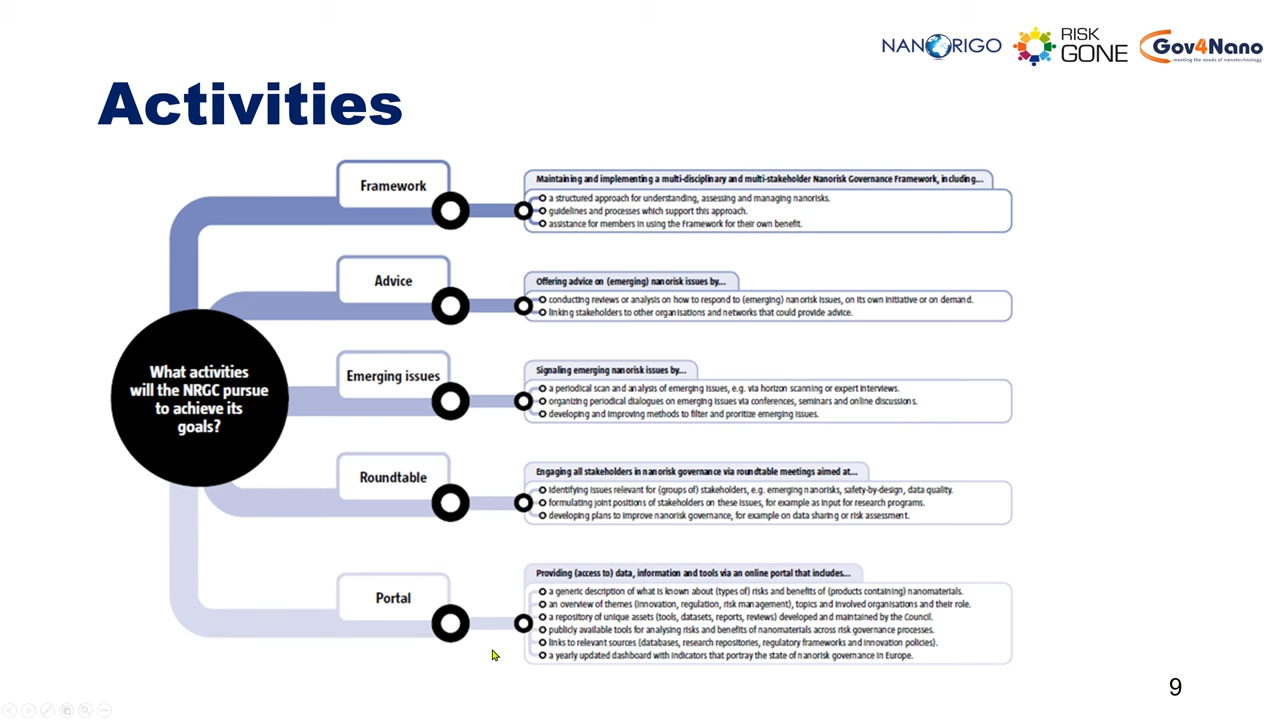 NANORIGO
RISK
GONE
Gov4Nano
meeting the needs of nanotechnology
Activities
What activities
will the NRGC pursue
to achieve its
goals?
Framework
Maintaining and implementing a multi-disciplinary and multi-stakeholder Nanorisk Governance Framework, including...
a structured approach for understanding, assessing and managing nanorisks.
guidelines and processes which support this approach.
assistance for members in using the Framework for their own benefit.
Advice
Offering advice on (emerging) nanorisk issues by...
conducting reviews or analysis on how to respond to (emerging) nanorisk issues, on its own initiative or on demand.
linking stakeholders to other organisations and networks that could provide advice.
Emerging issues
Signaling emerging nanorisk issues by...
a periodical scan and analysis of emerging issues, e.g. via horizon scanning or expert interviews.
organizing periodical dialogues on emerging issues via conferences, seminars and online discussions.
developing and improving methods to filter and proritize emerging issues.
Roundtable
Engaging all stakeholders in nanorisk governance via roundtable meetings aimed at...
identifying issues relevant for (groups of) stakeholders, e.g. emerging nanorisks, safety-by-design, data quality.
formulating joint positions of stakeholders on these issues, for example as input for research programs.
developing plans to improve nanorisk governance, for example on data sharing or risk assessment.
Portal
Providing (access to) data, information and tools via an online portal that includes...
a generic description of what is known about (types of) risks and benefits of (products containing) nanomaterials.
an overview of themes (innovation, regulation, risk management), topics and involved organisations and their role.
a repository of unique assets (tools, datasets, reports, reviews) developed and maintained by the Council.
publicly available tools for analysing risks and benefits of nanomaterials across risk governance processes.
links to relevant sources (databases, research repositories, regulatory frameworks and innovation policies).
a yearly updated dashboard with indicators that portray the state of nanorisk governance in Europe.
9